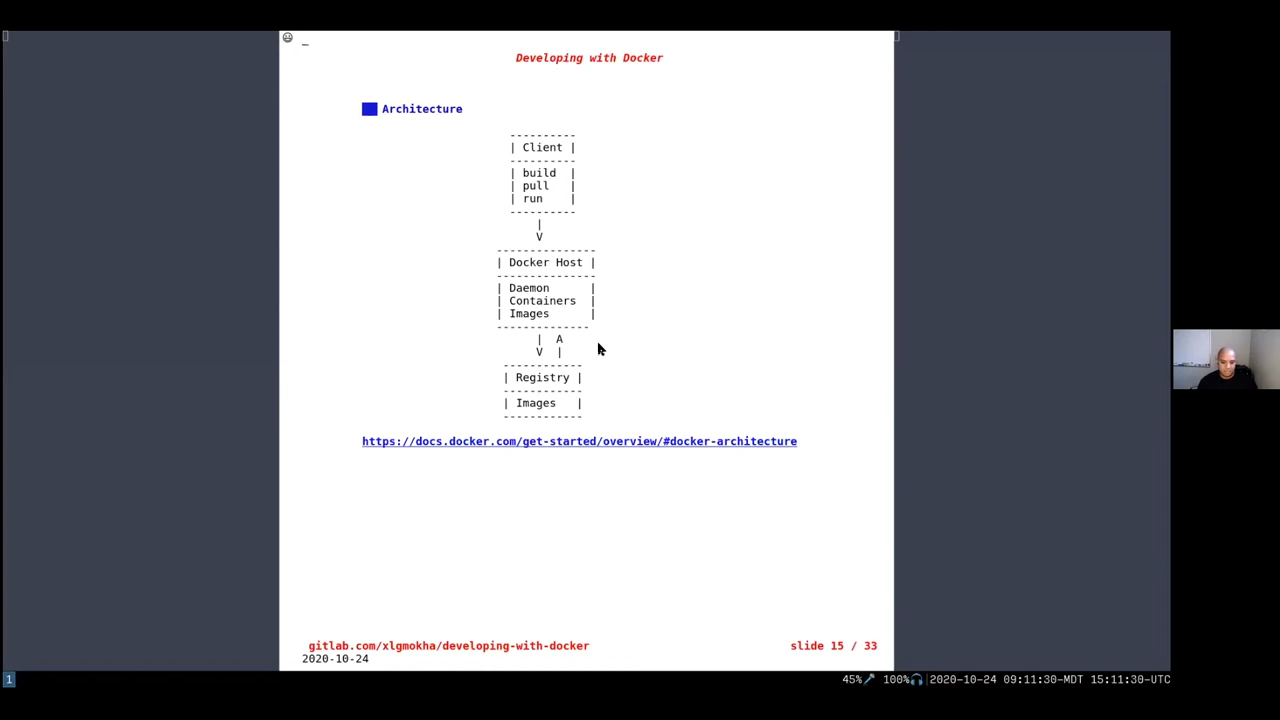 Developing with Docker
Architecture
----------
| Client |
----------
| build  |
| pull   |
| run    |
----------
|
V
---------------
| Docker Host |
---------------
| Daemon      |
| Containers  |
| Images      |
--------------
|  A
V  |
------------
| Registry |
------------
| Images   |
------------
https://docs.docker.com/get-started/overview/#docker-architecture
gitlab.com/xlgmokha/developing-with-docker
slide 15 / 33
2020-10-24
1
45% 100% |2020-10-24 09:11:30-MDT 15:11:30-UTC